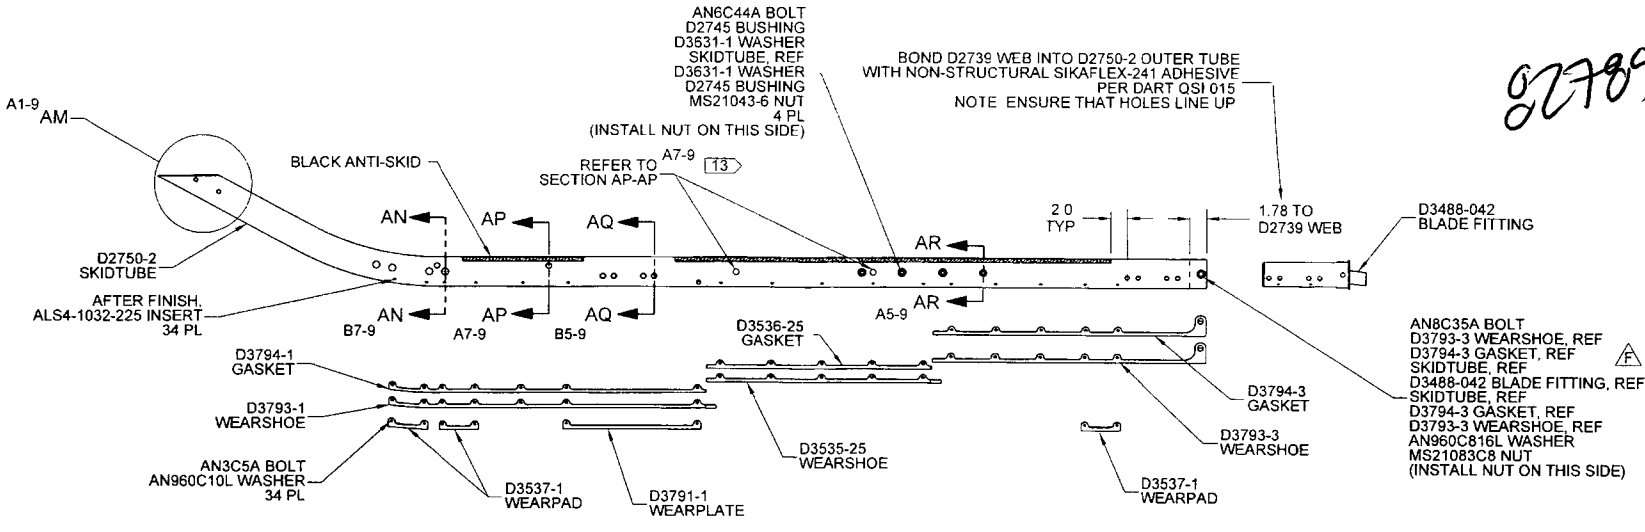 AN6C44A BOLT
D2745 BUSHING
D3631-1 WASHER
SKIDTUBE, REF
D3631-1 WASHER
D2745 BUSHING
MS21043-6 NUT
4 PL
(INSTALL NUT ON THIS SIDE)
BOND D2739 WEB INTO D2750-2 OUTER TUBE
WITH NON-STRUCTURAL SIKAFLEX-241 ADHESIVE
PER DART QSI 015
NOTE ENSURE THAT HOLES LINE UP
A1-9
AM
BLACK ANTI-SKID
REFER TO
SECTION AP-AP
A7-9
13
AN
AP
AQ
AR
2 0
TYP
1.78 TO
D2739 WEB
D3488-042
BLADE FITTING
D2750-2
SKIDTUBE
AFTER FINISH,
ALS4-1032-225 INSERT
34 PL
AN
AP
AQ
AR
B7-9
A7-9
B5-9
A5-9
D3794-1
GASKET
D3536-25
GASKET
D3793-1
WEARSHOE
D3794-3
GASKET
D3793-3
WEARSHOE
D3535-25
WEARSHOE
AN3C5A BOLT
AN960C10L WASHER
34 PL
D3537-1
WEARPAD
D3791-1
WEARPLATE
D3537-1
WEARPAD
AN8C35A BOLT
D3793-3 WEARSHOE, REF
D3794-3 GASKET, REF
SKIDTUBE, REF
D3488-042 BLADE FITTING, REF
SKIDTUBE, REF
D3794-3 GASKET, REF
D3793-3 WEARSHOE, REF
AN960C816L WASHER
MS21083C8 NUT
(INSTALL NUT ON THIS SIDE)
F